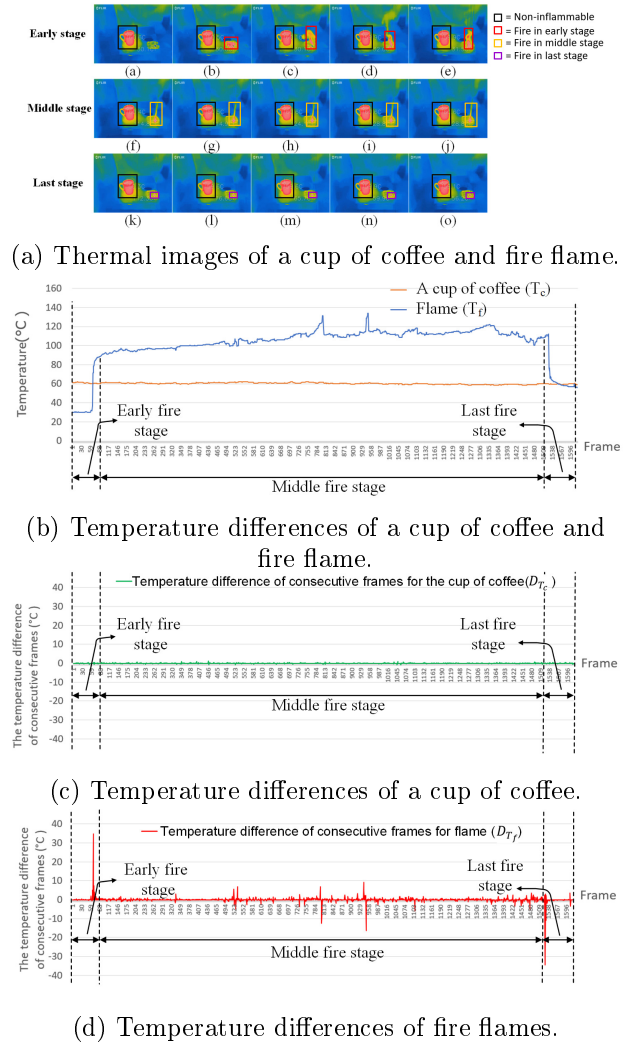 Early stage
(a) (b) (c) (d) (e)
= Non-inflammable
= Fire in early stage
= Fire in middle stage
= Fire in last stage
Middle stage
(f) (g) (h) (i) (j)
Last stage
(k) (l) (m) (n) (o)
(a) Thermal images of a cup of coffee and fire flame.
160
140
120
100
80
60
40
20
0
Temperature(°C)
A cup of coffee (Tc)
Flame (Tf)
Early fire
stage
Last fire
stage
Frame
Middle fire stage
(b) Temperature differences of a cup of coffee and
fire flame.
40
30
20
10
0
-10
-20
-30
-40
The temperature difference
of consecutive frames (°C)
Temperature difference of consecutive frames for the cup of coffee(DTc )
Early fire
stage
Last fire
stage
Frame
Middle fire stage
(c) Temperature differences of a cup of coffee.
40
30
20
10
0
-10
-20
-30
-40
The temperature difference
of consecutive frames (°C)
Temperature difference of consecutive frames for flame (DTf)
Early fire
stage
Last fire
stage
Frame
Middle fire stage
(d) Temperature differences of fire flames.